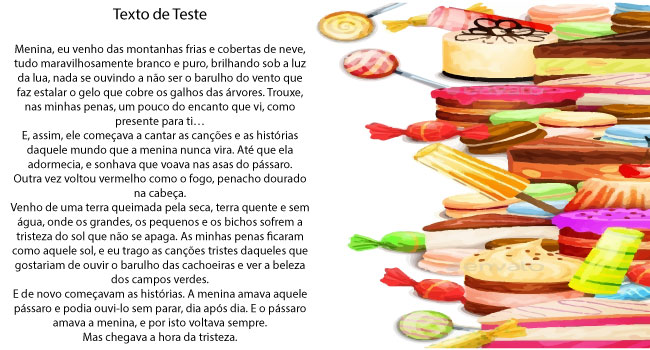 Texto de Teste
Menina, eu venho das montanhas frias e cobertas de neve,
tudo maravilhosamente branco e puro, brilhando sob a luz
da lua, nada se ouvindo a não ser o barulho do vento que
faz estalar o gelo que cobre os galhos das árvores. Trouxe,
nas minhas penas, um pouco do encanto que vi, como
presente para ti…
E, assim, ele começava a cantar as canções e as histórias
daquele mundo que a menina nunca vira. Até que ela
adormecia, e sonhava que voava nas asas do pássaro.
Outra vez voltou vermelho como o fogo, penacho dourado
na cabeça.
Venho de uma terra queimada pela seca, terra quente e sem
água, onde os grandes, os pequenos e os bichos sofrem a
tristeza do sol que não se apaga. As minhas penas ficaram
como aquele sol, e eu trago as canções tristes daqueles que
gostariam de ouvir o barulho das cachoeiras e ver a beleza
dos campos verdes.
E de novo começavam as histórias. A menina amava aquele
pássaro e podia ouvi-lo sem parar, dia após dia. E o pássaro
amava a menina, e por isto voltava sempre.
Mas chegava a hora da tristeza.